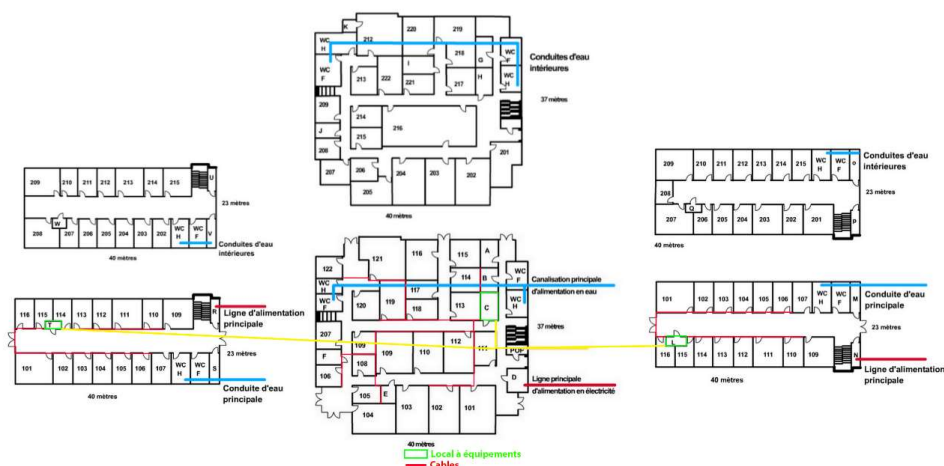 K
WC
H
212
220
219
WC
F
Conduites d'eau
intérieures
WC
F
I
218
G
WC
H
213
222
221
217
H
37 mètres
209
J
208
214
215
216
201
207
206
205
204
203
202
40 mètres
209
210
211
212
213
214
215
U
23 mètres
W
208
207
206
205
204
203
202
WC
H
WC
F
V
Conduites d'eau
intérieures
40 mètres
209
210
211
212
213
214
215
WC
H
WC
F
O
Conduites d'eau
intérieures
23 mètres
208
207
Q
206
205
204
203
202
201
P
40 mètres
116
115
114
113
112
111
110
109
R
Ligne d'alimentation
principale
T
23 mètres
101
102
103
104
105
106
107
WC
H
WC
F
S
Conduite d'eau
principale
40 mètres
122
121
116
115
A
WC
F
WC
H
114
B
Canalisation principale
d'alimentation en eau
WC
H
120
119
117
118
113
C
WC
H
37 mètres
207
F
106
109
108
109
110
112
111
POP
D
Ligne principale
d'alimentation en électricité
105
E
104
103
102
101
40 mètres
Local à équipements
Cables
101
102
103
104
105
106
107
WC
H
WC
F
M
Conduite d'eau
principale
23 mètres
116
115
114
113
112
111
110
109
N
Ligne d'alimentation
principale
40 mètres